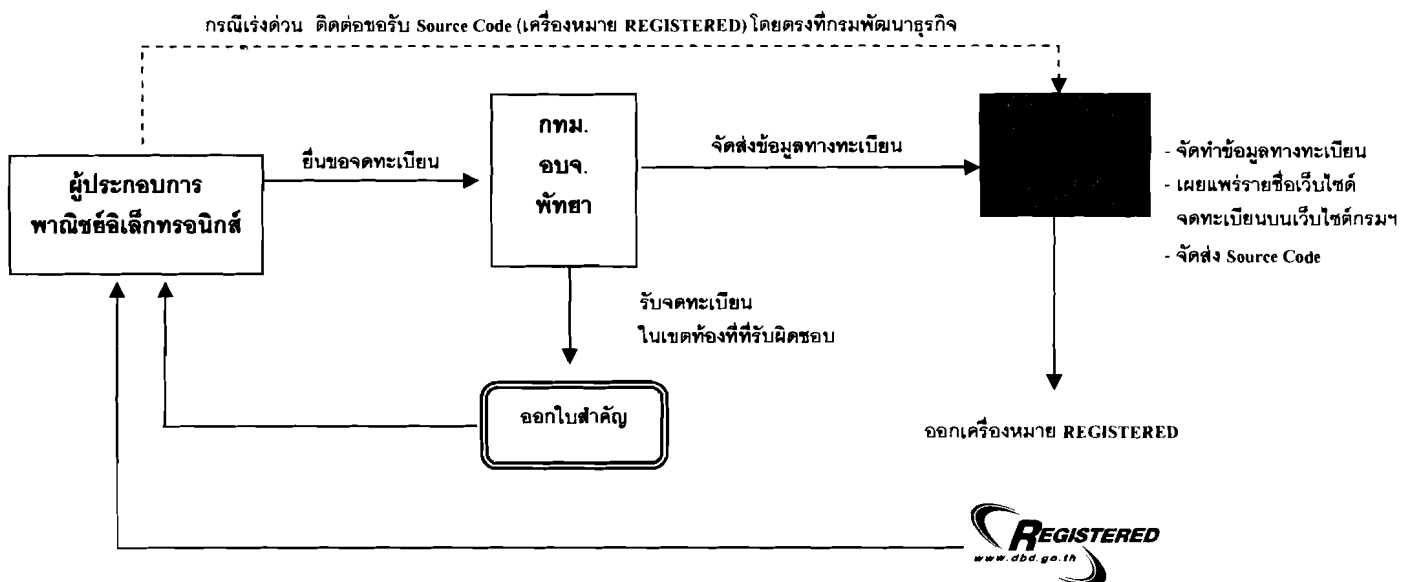 กรณีเร่งด่วน ติดต่อขอรับ Source Code (เครื่องหมาย REGISTERED) โดยตรงที่กรมพัฒนาธุรกิจ
ผู้ประกอบการ
พาณิชย์อิเล็กทรอนิกส์
ยื่นขอจดทะเบียน
กทม.
อบจ.
พัทยา
จัดส่งข้อมูลทางทะเบียน
- จัดทำข้อมูลทางทะเบียน
- เผยแพร่รายชื่อเว็บไซต์
จดทะเบียนบนเว็บไซต์กรมฯ
- จัดส่ง Source Code
รับจดทะเบียน
ในเขตท้องที่ที่รับผิดชอบ
ออกใบสำคัญ
ออกเครื่องหมาย REGISTERED
REGISTERED
www.dbd.go.th